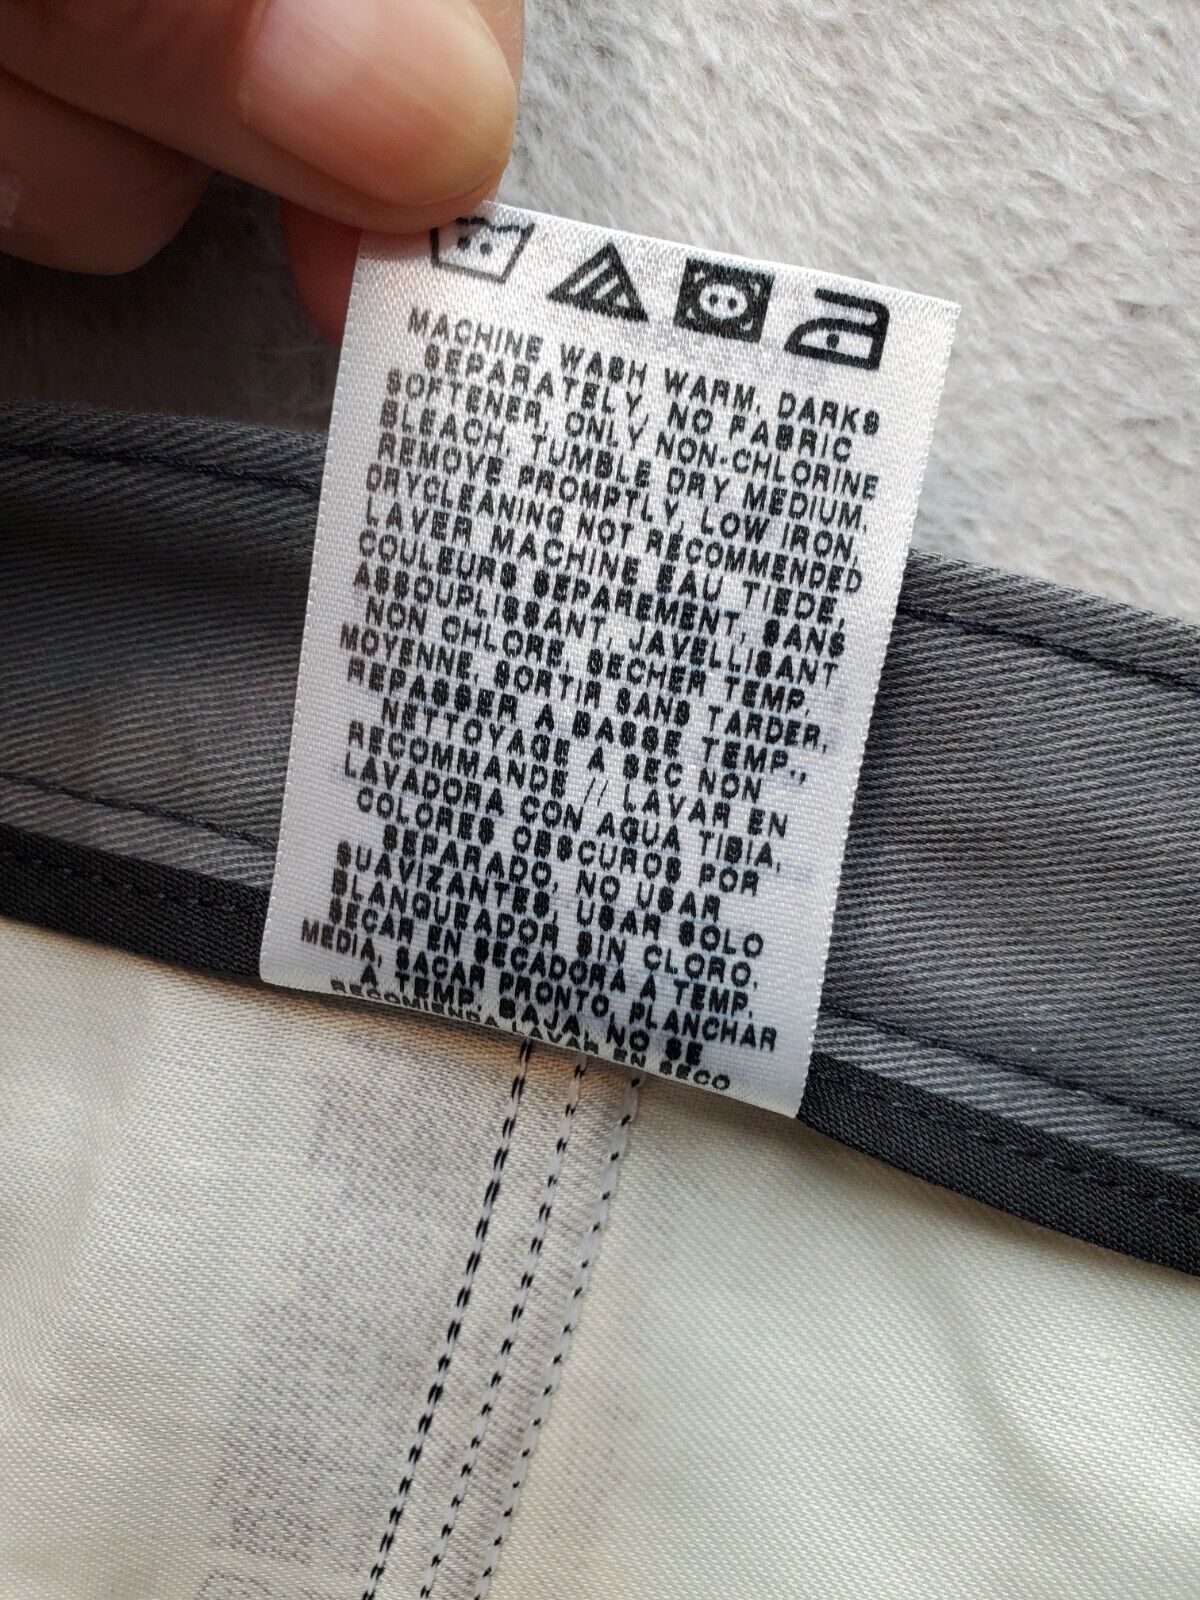 MACHINE WASH WARM, DARKS
SEPARATELY, NO FABRIC
SOFTENER, ONLY NON-CHLORINE
BLEACH, TUMBLE DRY MEDIUM,
REMOVE PROMPTLY, LOW IRON,
DRYCLEANING NOT RECOMMENDED
LAVER MACHINE EAU TIEDE,
COULEURS SEPAREMENT, SANS
ASSOUPLISSANT, JAVELLISANT
NON CHLORE, SECHER TEMP.
MOYENNE, SORTIR SANS TARDER,
REPASSER A BASSE TEMP.,
NETTOYAGE A SEC NON
RECOMMANDE // LAVAR EN
LAVADORA CON AGUA TIBIA,
COLORES OBSCUROS POR
SEPARADO, NO USAR
SUAVIZANTES, USAR SOLO
BLANQUEADOR SIN CLORO,
SECAR EN SECADORA A TEMP.
MEDIA, SACAR PRONTO, PLANCHAR
A TEMP. BAJA, NO SE
RECOMIENDA LAVAR EN SECO